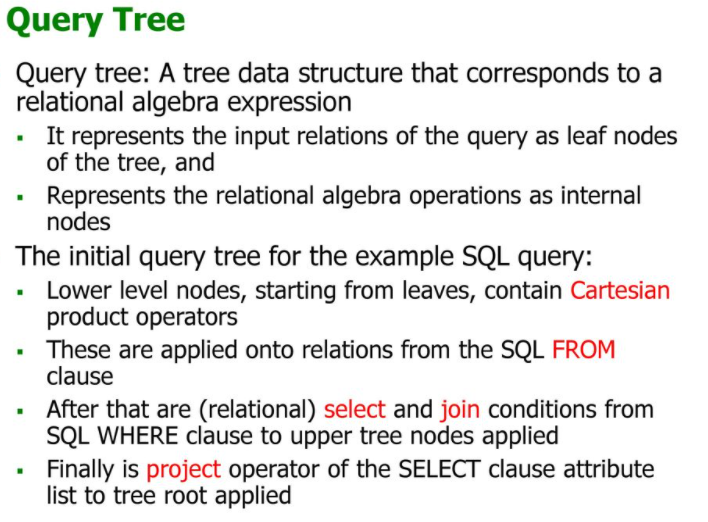 Query Tree
Query tree: A tree data structure that corresponds to a
relational algebra expression
▪ It represents the input relations of the query as leaf nodes
of the tree, and
▪ Represents the relational algebra operations as internal
nodes
The initial query tree for the example SQL query:
▪ Lower level nodes, starting from leaves, contain Cartesian
product operators
▪ These are applied onto relations from the SQL FROM
clause
▪ After that are (relational) select and join conditions from
SQL WHERE clause to upper tree nodes applied
▪ Finally is project operator of the SELECT clause attribute
list to tree root applied